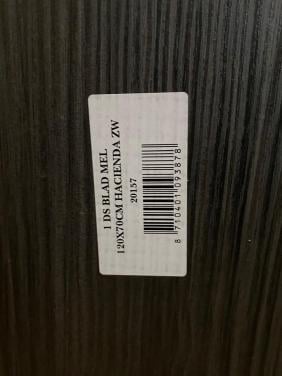 1 DS BLAD MEL
120X70CM HACIENDA ZW
20157
8 710401 093878